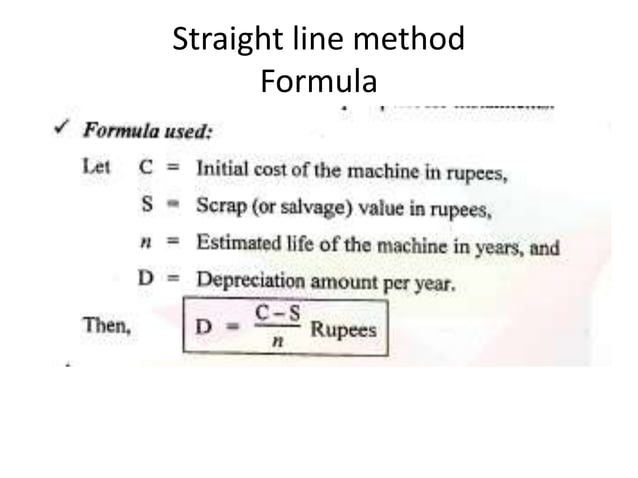 Straight line method
Formula
✓ Formula used:
Let C = Initial cost of the machine in rupees,
S = Scrap (or salvage) value in rupees,
n = Estimated life of the machine in years, and
D = Depreciation amount per year.
Then, D = C – S / n Rupees